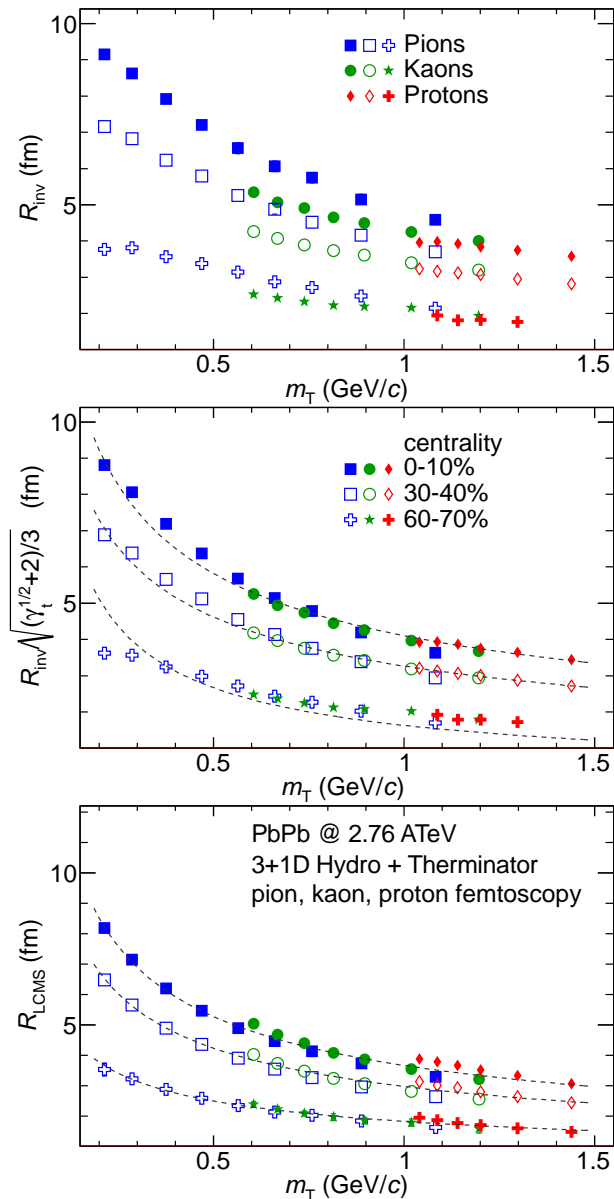 10
5
R_inv (fm)
Pions
Kaons
Protons
0.5
1
1.5
m_T (GeV/c)
10
5
R_inv √(γ_t^1/2+2)/3 (fm)
centrality
0-10%
30-40%
60-70%
0.5
1
1.5
m_T (GeV/c)
10
5
R_LCMS (fm)
PbPb @ 2.76 ATeV
3+1D Hydro + Therminator
pion, kaon, proton femtoscopy
0.5
1
1.5
m_T (GeV/c)